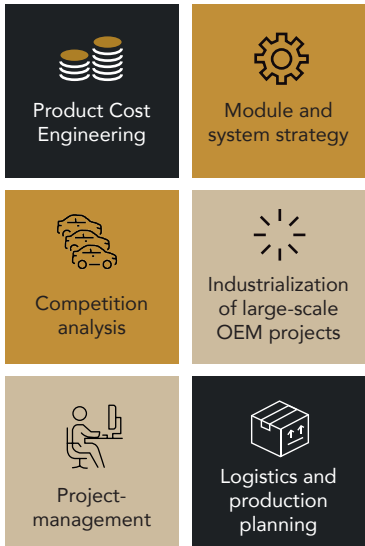 Product Cost
Engineering
Module and
system strategy
Competition
analysis
Industrialization
of large-scale
OEM projects
Project-
management
Logistics and
production
planning